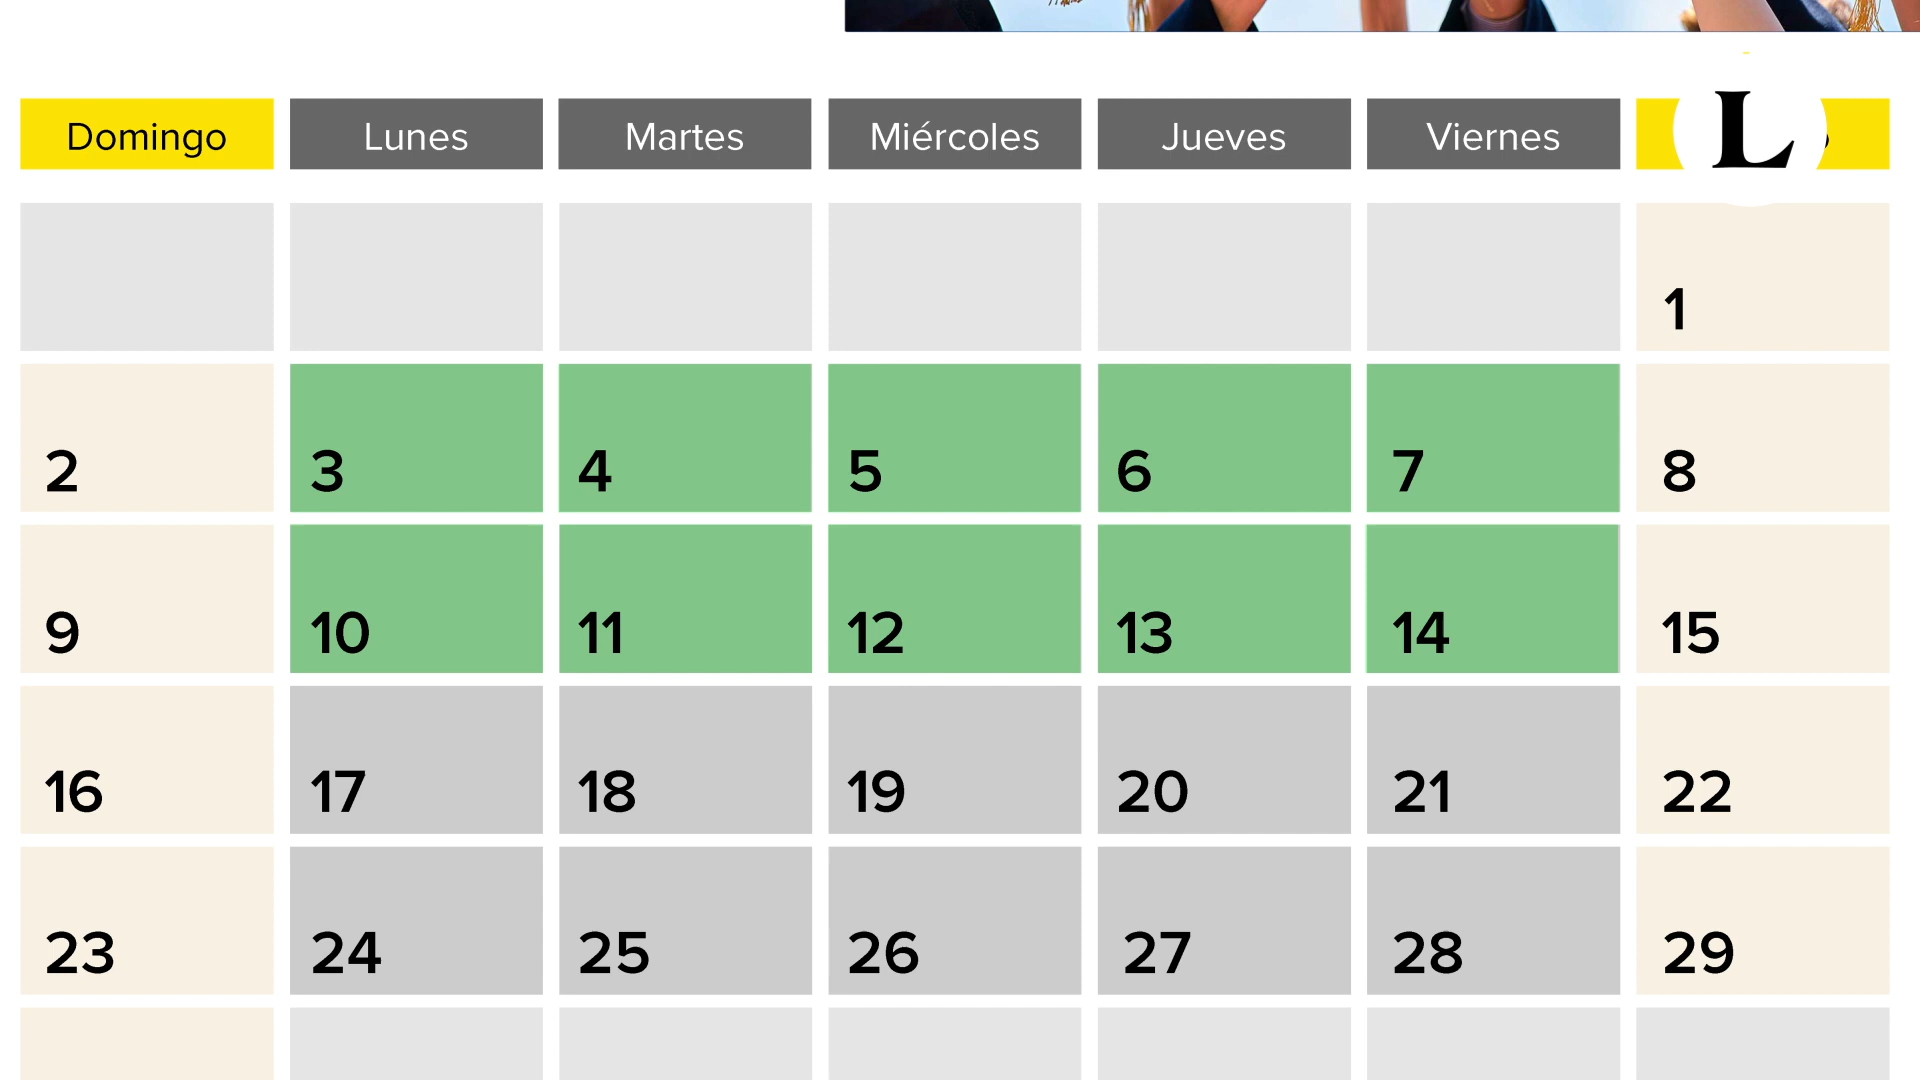 Domingo Lunes Martes Miércoles Jueves Viernes
L
1
2 3 4 5 6 7 8
9 10 11 12 13 14 15
16 17 18 19 20 21 22
23 24 25 26 27 28 29